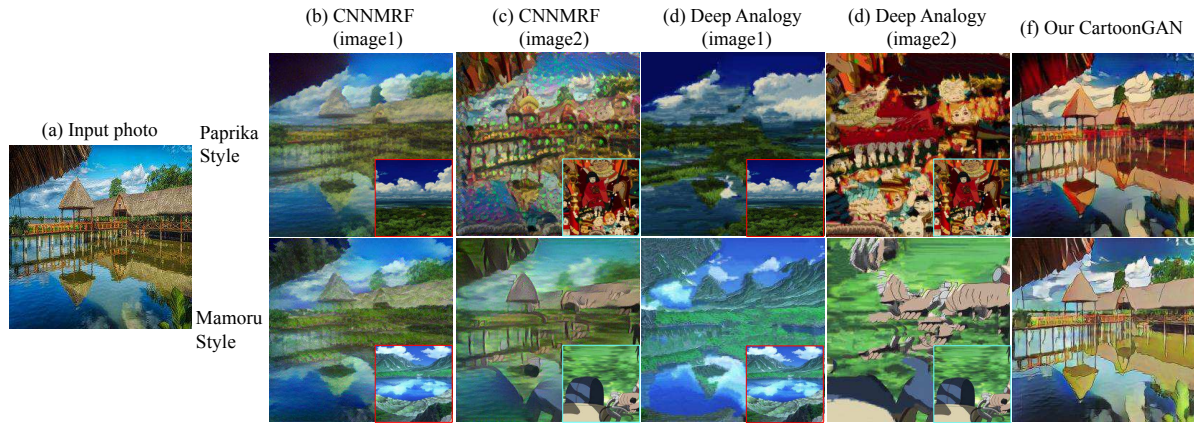 (b) CNNMRF
(image1)
(c) CNNMRF
(image2)
(d) Deep Analogy
(image1)
(d) Deep Analogy
(image2)
(f) Our CartoonGAN
(a) Input photo
Paprika
Style
Mamoru
Style